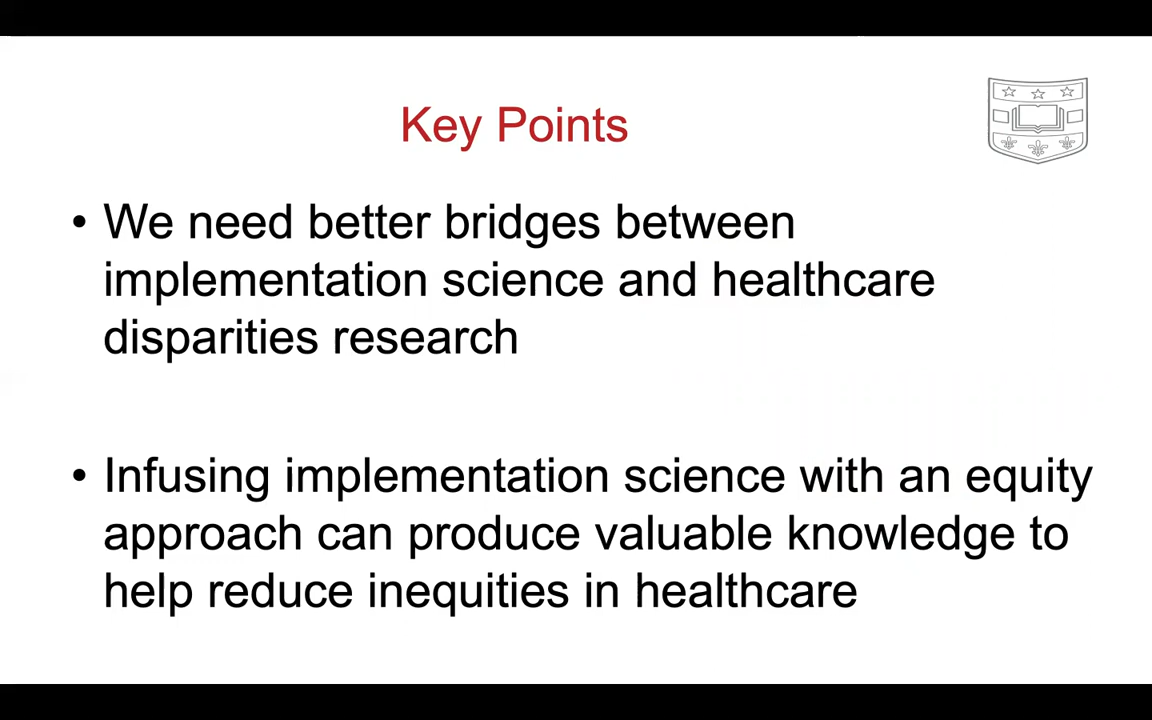 Key Points
• We need better bridges between
implementation science and healthcare
disparities research
• Infusing implementation science with an equity
approach can produce valuable knowledge to
help reduce inequities in healthcare